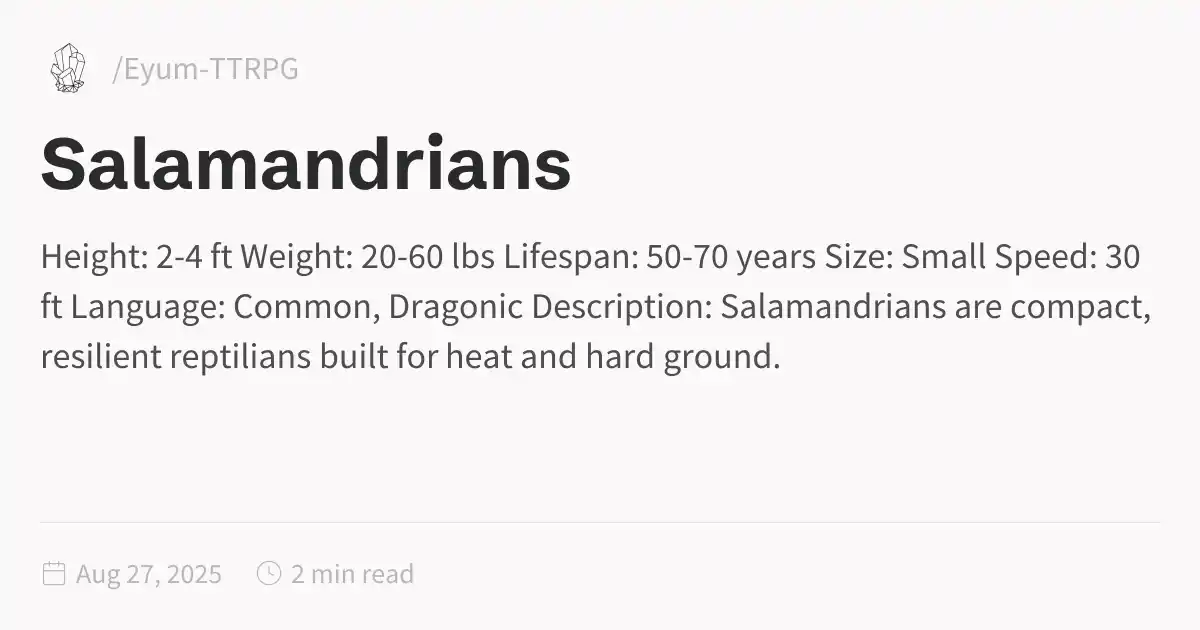 /Eyum-TTRPG
Salamandrians
Height: 2-4 ft Weight: 20-60 lbs Lifespan: 50-70 years Size: Small Speed: 30
ft Language: Common, Dragonic Description: Salamandrians are compact,
resilient reptilians built for heat and hard ground.
Aug 27, 2025 2 min read